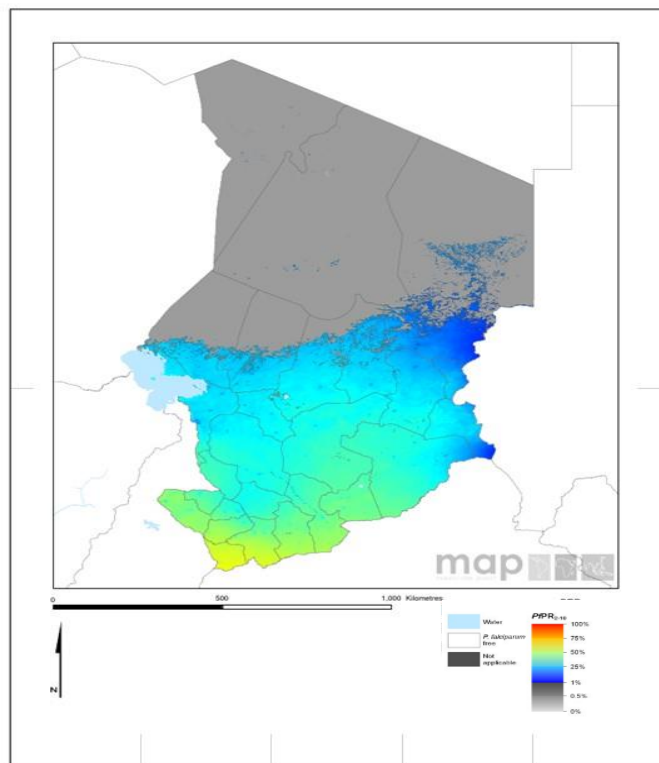 map
0
500
1,000 Kilometres
N
Water
P. falciparum
free
Not
applicable
PfPR2-10
100%
75%
50%
25%
1%
0.5%
0%